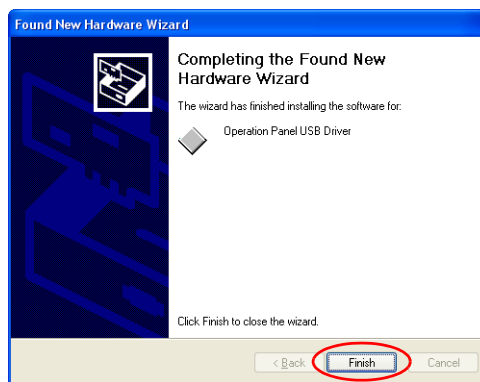 Found New Hardware Wizard
Completing the Found New
Hardware Wizard
The wizard has finished installing the software for:
Operation Panel USB Driver
Click Finish to close the wizard.
< Back Finish Cancel